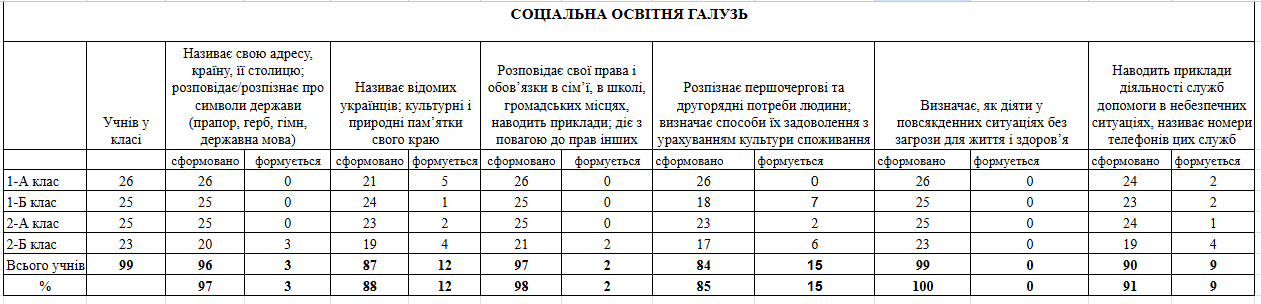 СОЦІАЛЬНА ОСВІТНЯ ГАЛУЗЬ
Учнів у
класі
Називає свою адресу,
країну, її столицю;
розповідає/розпізнає про
символи держави
(прапор, герб, гімн,
державна мова)
Називає відомих
українців; культурні і
природні пам’ятки
свого краю
Розповідає свої права і
обов’язки в сім’ї, в школі,
громадських місцях,
наводить приклади; діє з
повагою до прав інших
Розпізнає першочергові та
другорядні потреби людини;
визначає способи їх задоволення з
урахуванням культури споживання
Визначає, як діяти у
повсякденних ситуаціях без
загрози для життя і здоров’я
Наводить приклади
діяльності служб
допомоги в небезпечних
ситуаціях, називає номери
телефонів цих служб
сформовано формується сформовано формується сформовано формується сформовано формується сформовано формується сформовано формується
1-А клас 26 26 0 21 5 26 0 26 0 26 0 24 2
1-Б клас 25 25 0 24 1 25 0 18 7 25 0 23 2
2-А клас 25 25 0 23 2 25 0 23 2 25 0 24 1
2-Б клас 23 20 3 19 4 21 2 17 6 23 0 19 4
Всього учнів 99 96 3 87 12 97 2 84 15 99 0 90 9
% 97 3 88 12 98 2 85 15 100 0 91 9